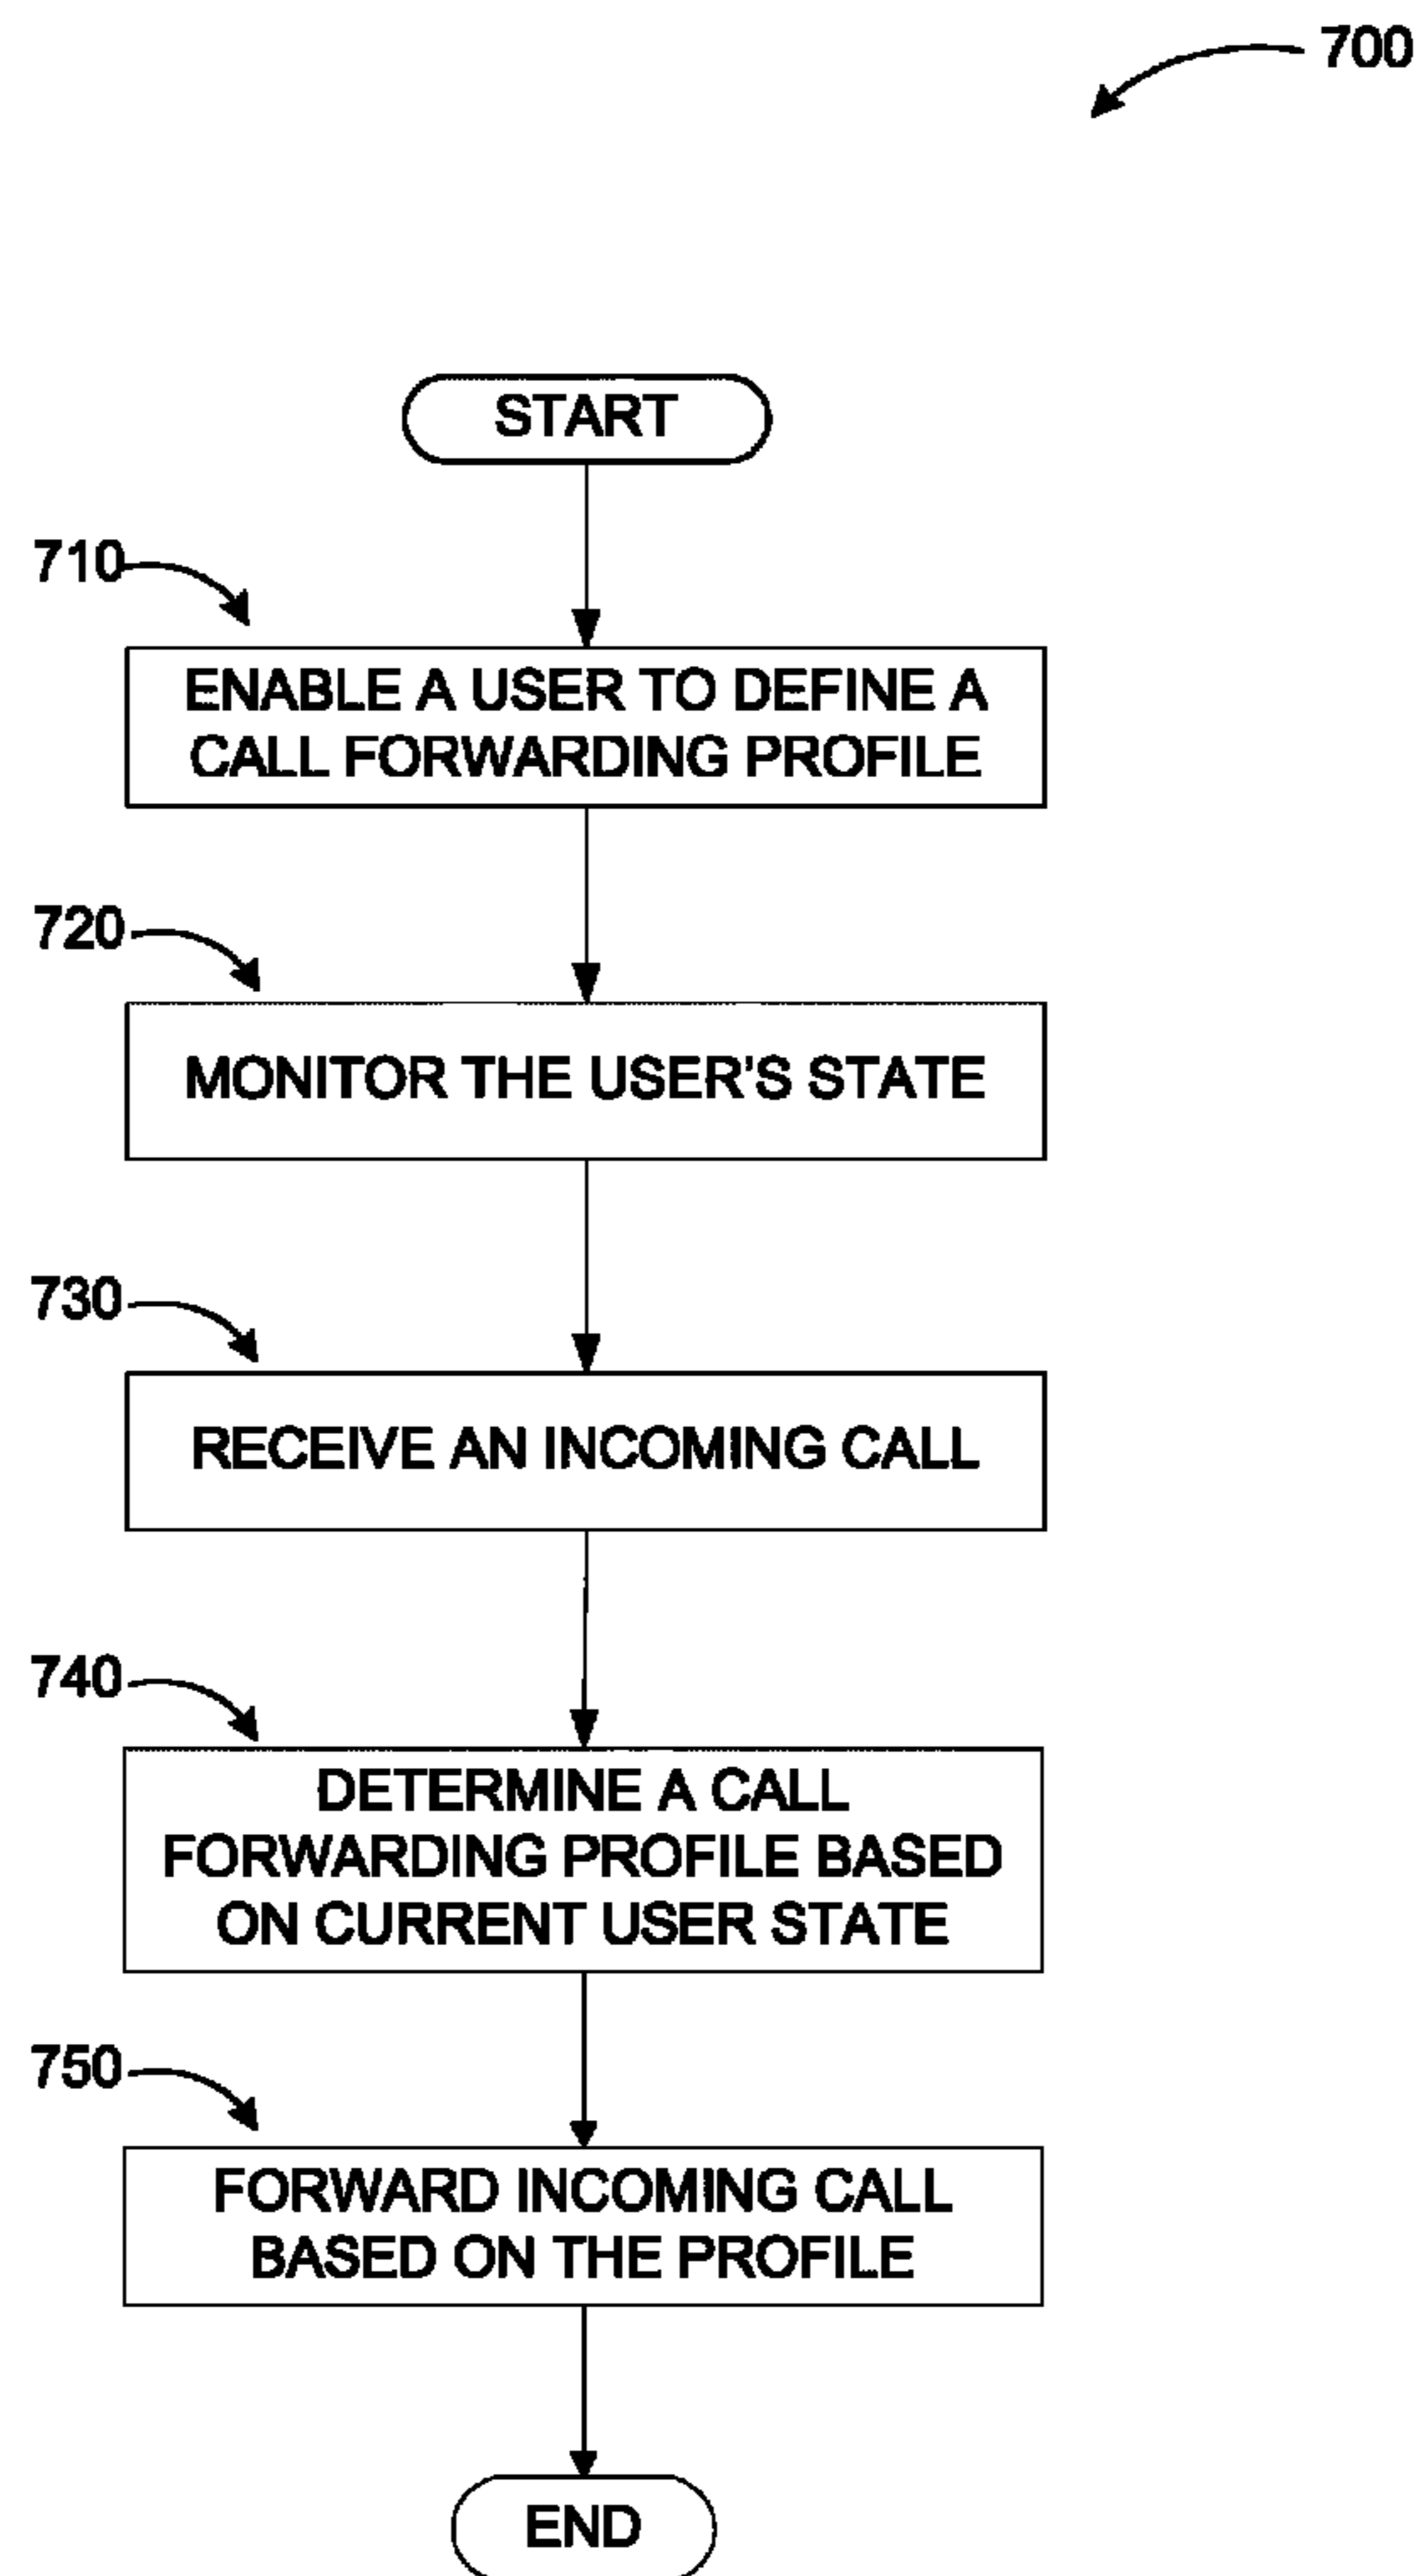 700
START
710
ENABLE A USER TO DEFINE A
CALL FORWARDING PROFILE
720
MONITOR THE USER'S STATE
730
RECEIVE AN INCOMING CALL
740
DETERMINE A CALL
FORWARDING PROFILE BASED
ON CURRENT USER STATE
750
FORWARD INCOMING CALL
BASED ON THE PROFILE
END